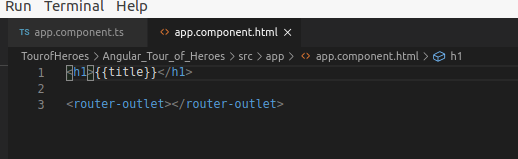 Run Terminal Help
TS app.component.ts <> app.component.html ×
TourofHeroes > Angular_Tour_of_Heroes > src > app > <> app.component.html > h1
1 <h1>{{title}}</h1>
2
3 <router-outlet></router-outlet>